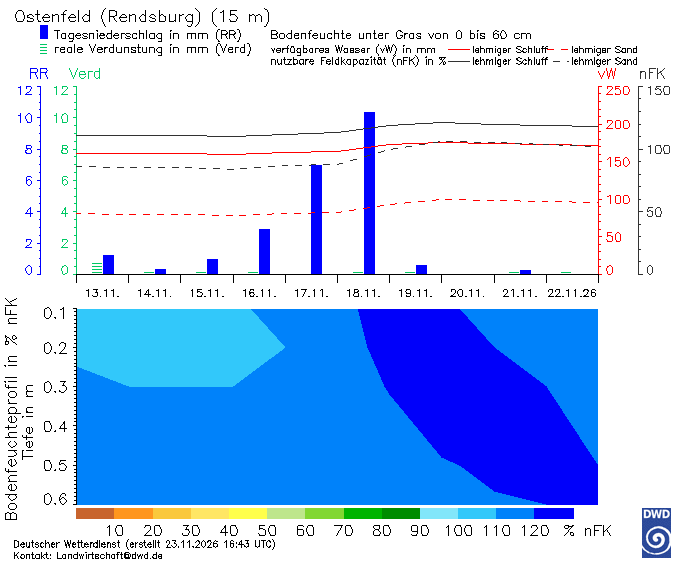 Ostenfeld (Rendsburg) (15 m)
Tagesniederschlag in mm (RR)
reale Verdunstung in mm (Verd)
Bodenfeuchte unter Gras von 0 bis 60 cm
verfügbares Wasser (vW) in mm lehmiger Schluff lehmiger Sand
nutzbare Feldkapazität (nFK) in % lehmiger Schluff lehmiger Sand
RR Verd vW nFK
12 12 250 150
10 10 200
8 8 150 100
6 6
4 4 100 50
2 2 50
0 0 0 0
13.11. 14.11. 15.11. 16.11. 17.11. 18.11. 19.11. 20.11. 21.11. 22.11.26
Bodenfeuchteprofil in % nFK
Tiefe in m
0.1
0.2
0.3
0.4
0.5
0.6
10 20 30 40 50 60 70 80 90 100 110 120 % nFK
DWD
Deutscher Wetterdienst (erstellt 23.11.2026 16:43 UTC)
Kontakt: Landwirtschaft@dwd.de